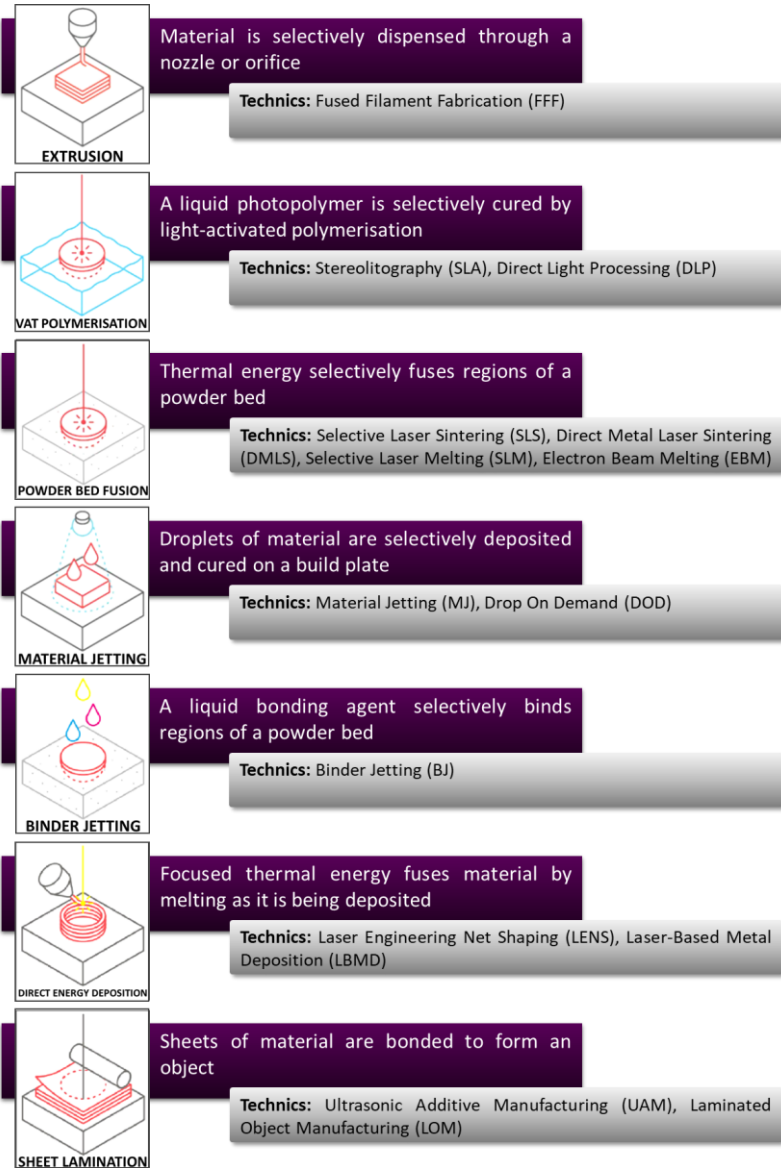 Material is selectively dispensed through a
nozzle or orifice
Technics: Fused Filament Fabrication (FFF)
EXTRUSION
A liquid photopolymer is selectively cured by
light-activated polymerisation
Technics: Stereolitography (SLA), Direct Light Processing (DLP)
VAT POLYMERISATION
Thermal energy selectively fuses regions of a
powder bed
Technics: Selective Laser Sintering (SLS), Direct Metal Laser Sintering
(DMLS), Selective Laser Melting (SLM), Electron Beam Melting (EBM)
POWDER BED FUSION
Droplets of material are selectively deposited
and cured on a build plate
Technics: Material Jetting (MJ), Drop On Demand (DOD)
MATERIAL JETTING
A liquid bonding agent selectively binds
regions of a powder bed
Technics: Binder Jetting (BJ)
BINDER JETTING
Focused thermal energy fuses material by
melting as it is being deposited
Technics: Laser Engineering Net Shaping (LENS), Laser-Based Metal
Deposition (LBMD)
DIRECT ENERGY DEPOSITION
Sheets of material are bonded to form an
object
Technics: Ultrasonic Additive Manufacturing (UAM), Laminated
Object Manufacturing (LOM)
SHEET LAMINATION